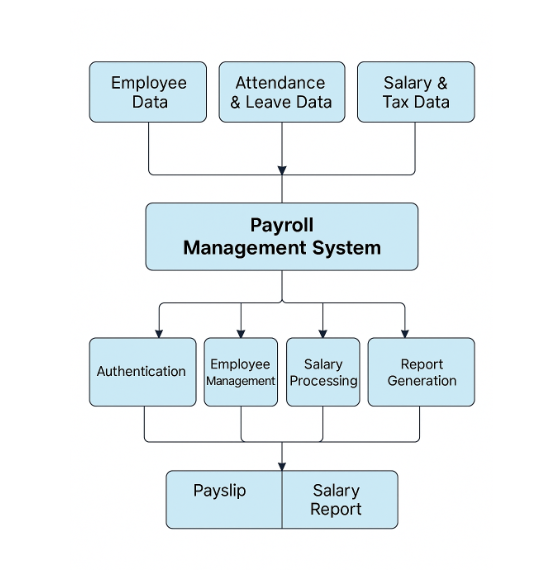 Employee
Data
Attendance
& Leave Data
Salary &
Tax Data
Payroll
Management System
Authentication
Employee
Management
Salary
Processing
Report
Generation
Payslip
Salary
Report